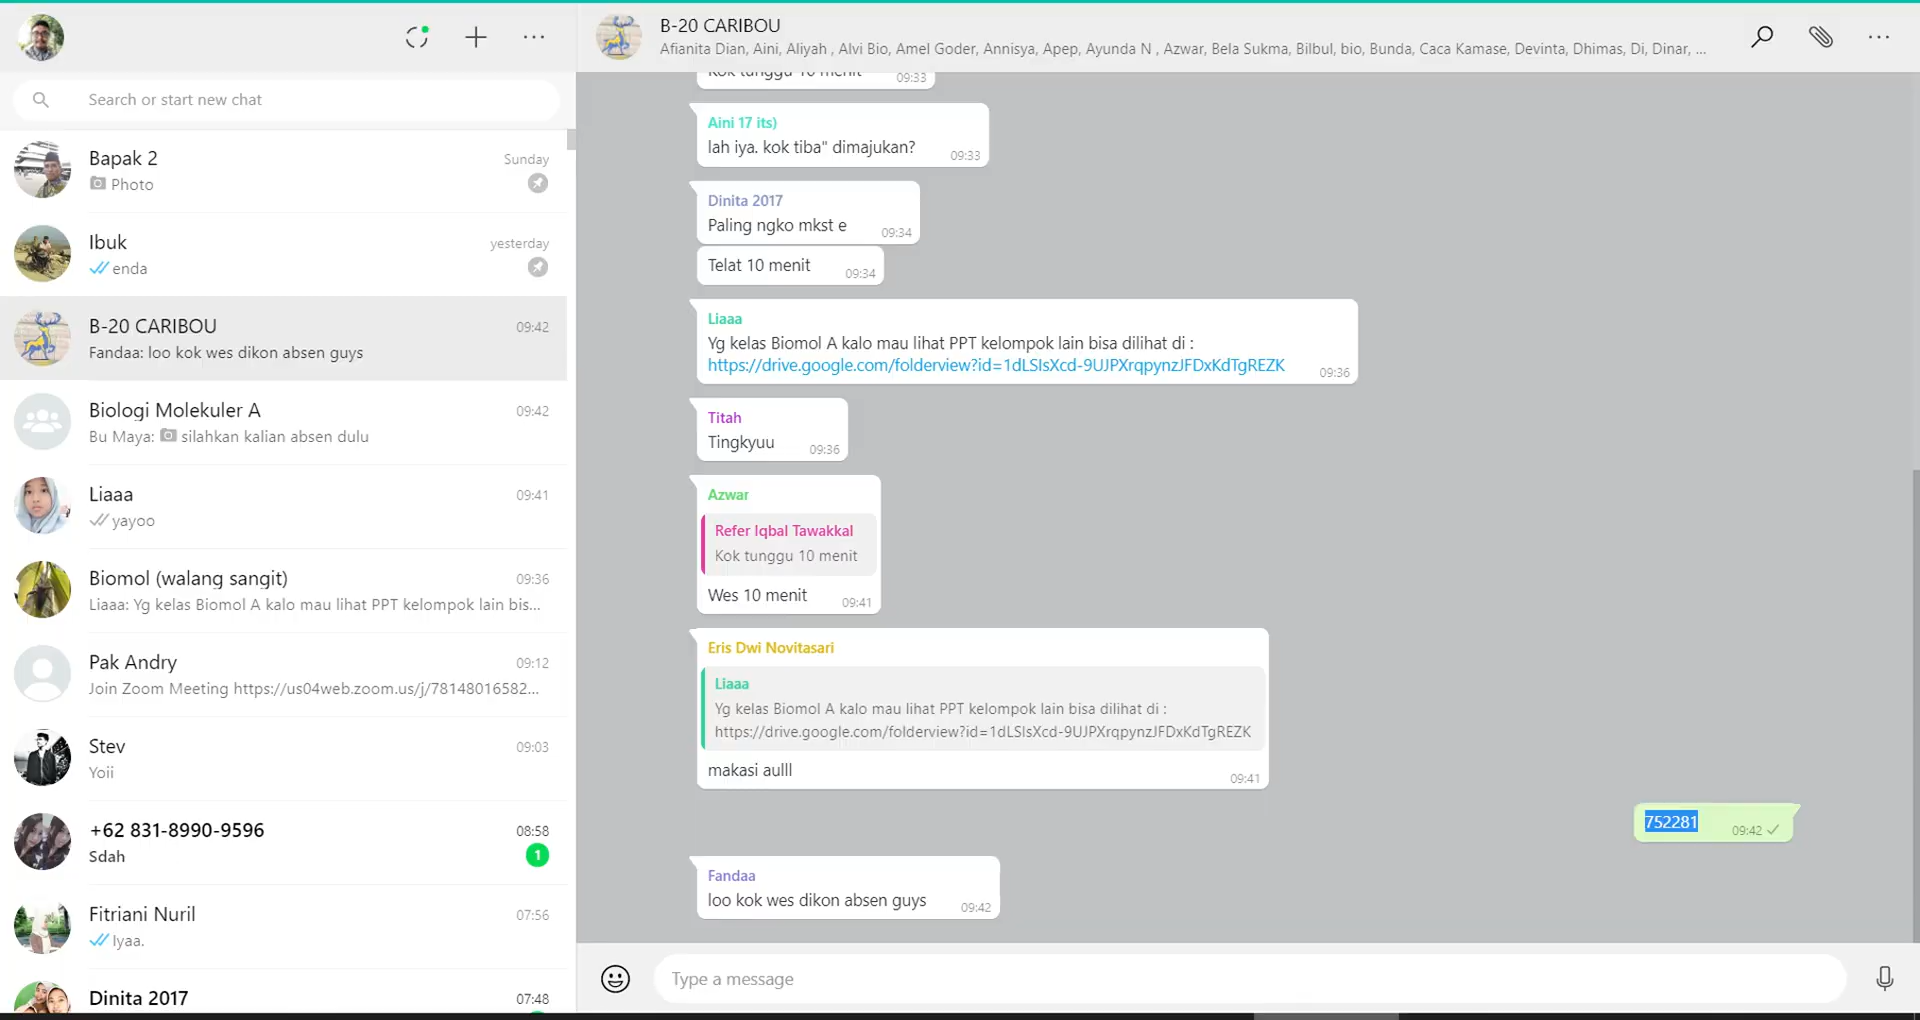 Search or start new chat
Bapak 2
Sunday
Photo
Ibuk
yesterday
enda
B-20 CARIBOU
09:42
Fandaa: loo kok wes dikon absen guys
Biologi Molekuler A
09:42
Bu Maya: silahkan kalian absen dulu
Liaaa
09:41
yayoo
Biomol (walang sangit)
09:36
Liaaa: Yg kelas Biomol A kalo mau lihat PPT kelompok lain bis...
Pak Andry
09:12
Join Zoom Meeting https://us04web.zoom.us/j/78148016582...
Stev
09:03
Yoii
+62 831-8990-9596
08:58
Sdah
1
Fitriani Nuril
07:56
Iyaa.
Dinita 2017
07:48
B-20 CARIBOU
Afianita Dian, Aini, Aliyah , Alvi Bio, Amel Goder, Annisya, Apep, Ayunda N , Azwar, Bela Sukma, Bilbul, bio, Bunda, Caca Kamase, Devinta, Dhimas, Di, Dinar, ...
Kok tunggu 10 menit
09:33
Aini 17 its)
lah iya. kok tiba" dimajukan?
09:33
Dinita 2017
Paling ngko mkst e
09:34
Telat 10 menit
09:34
Liaaa
Yg kelas Biomol A kalo mau lihat PPT kelompok lain bisa dilihat di :
https://drive.google.com/folderview?id=1dLSIsXcd-9UJPXrqpynzJFDxKdTgREZK
09:36
Titah
Tingkyuu
09:36
Azwar
Refer Iqbal Tawakkal
Kok tunggu 10 menit
Wes 10 menit
09:41
Eris Dwi Novitasari
Liaaa
Yg kelas Biomol A kalo mau lihat PPT kelompok lain bisa dilihat di :
https://drive.google.com/folderview?id=1dLSIsXcd-9UJPXrqpynzJFDxKdTgREZK
makasi aulll
09:41
752281
09:42
Fandaa
loo kok wes dikon absen guys
09:42
Type a message